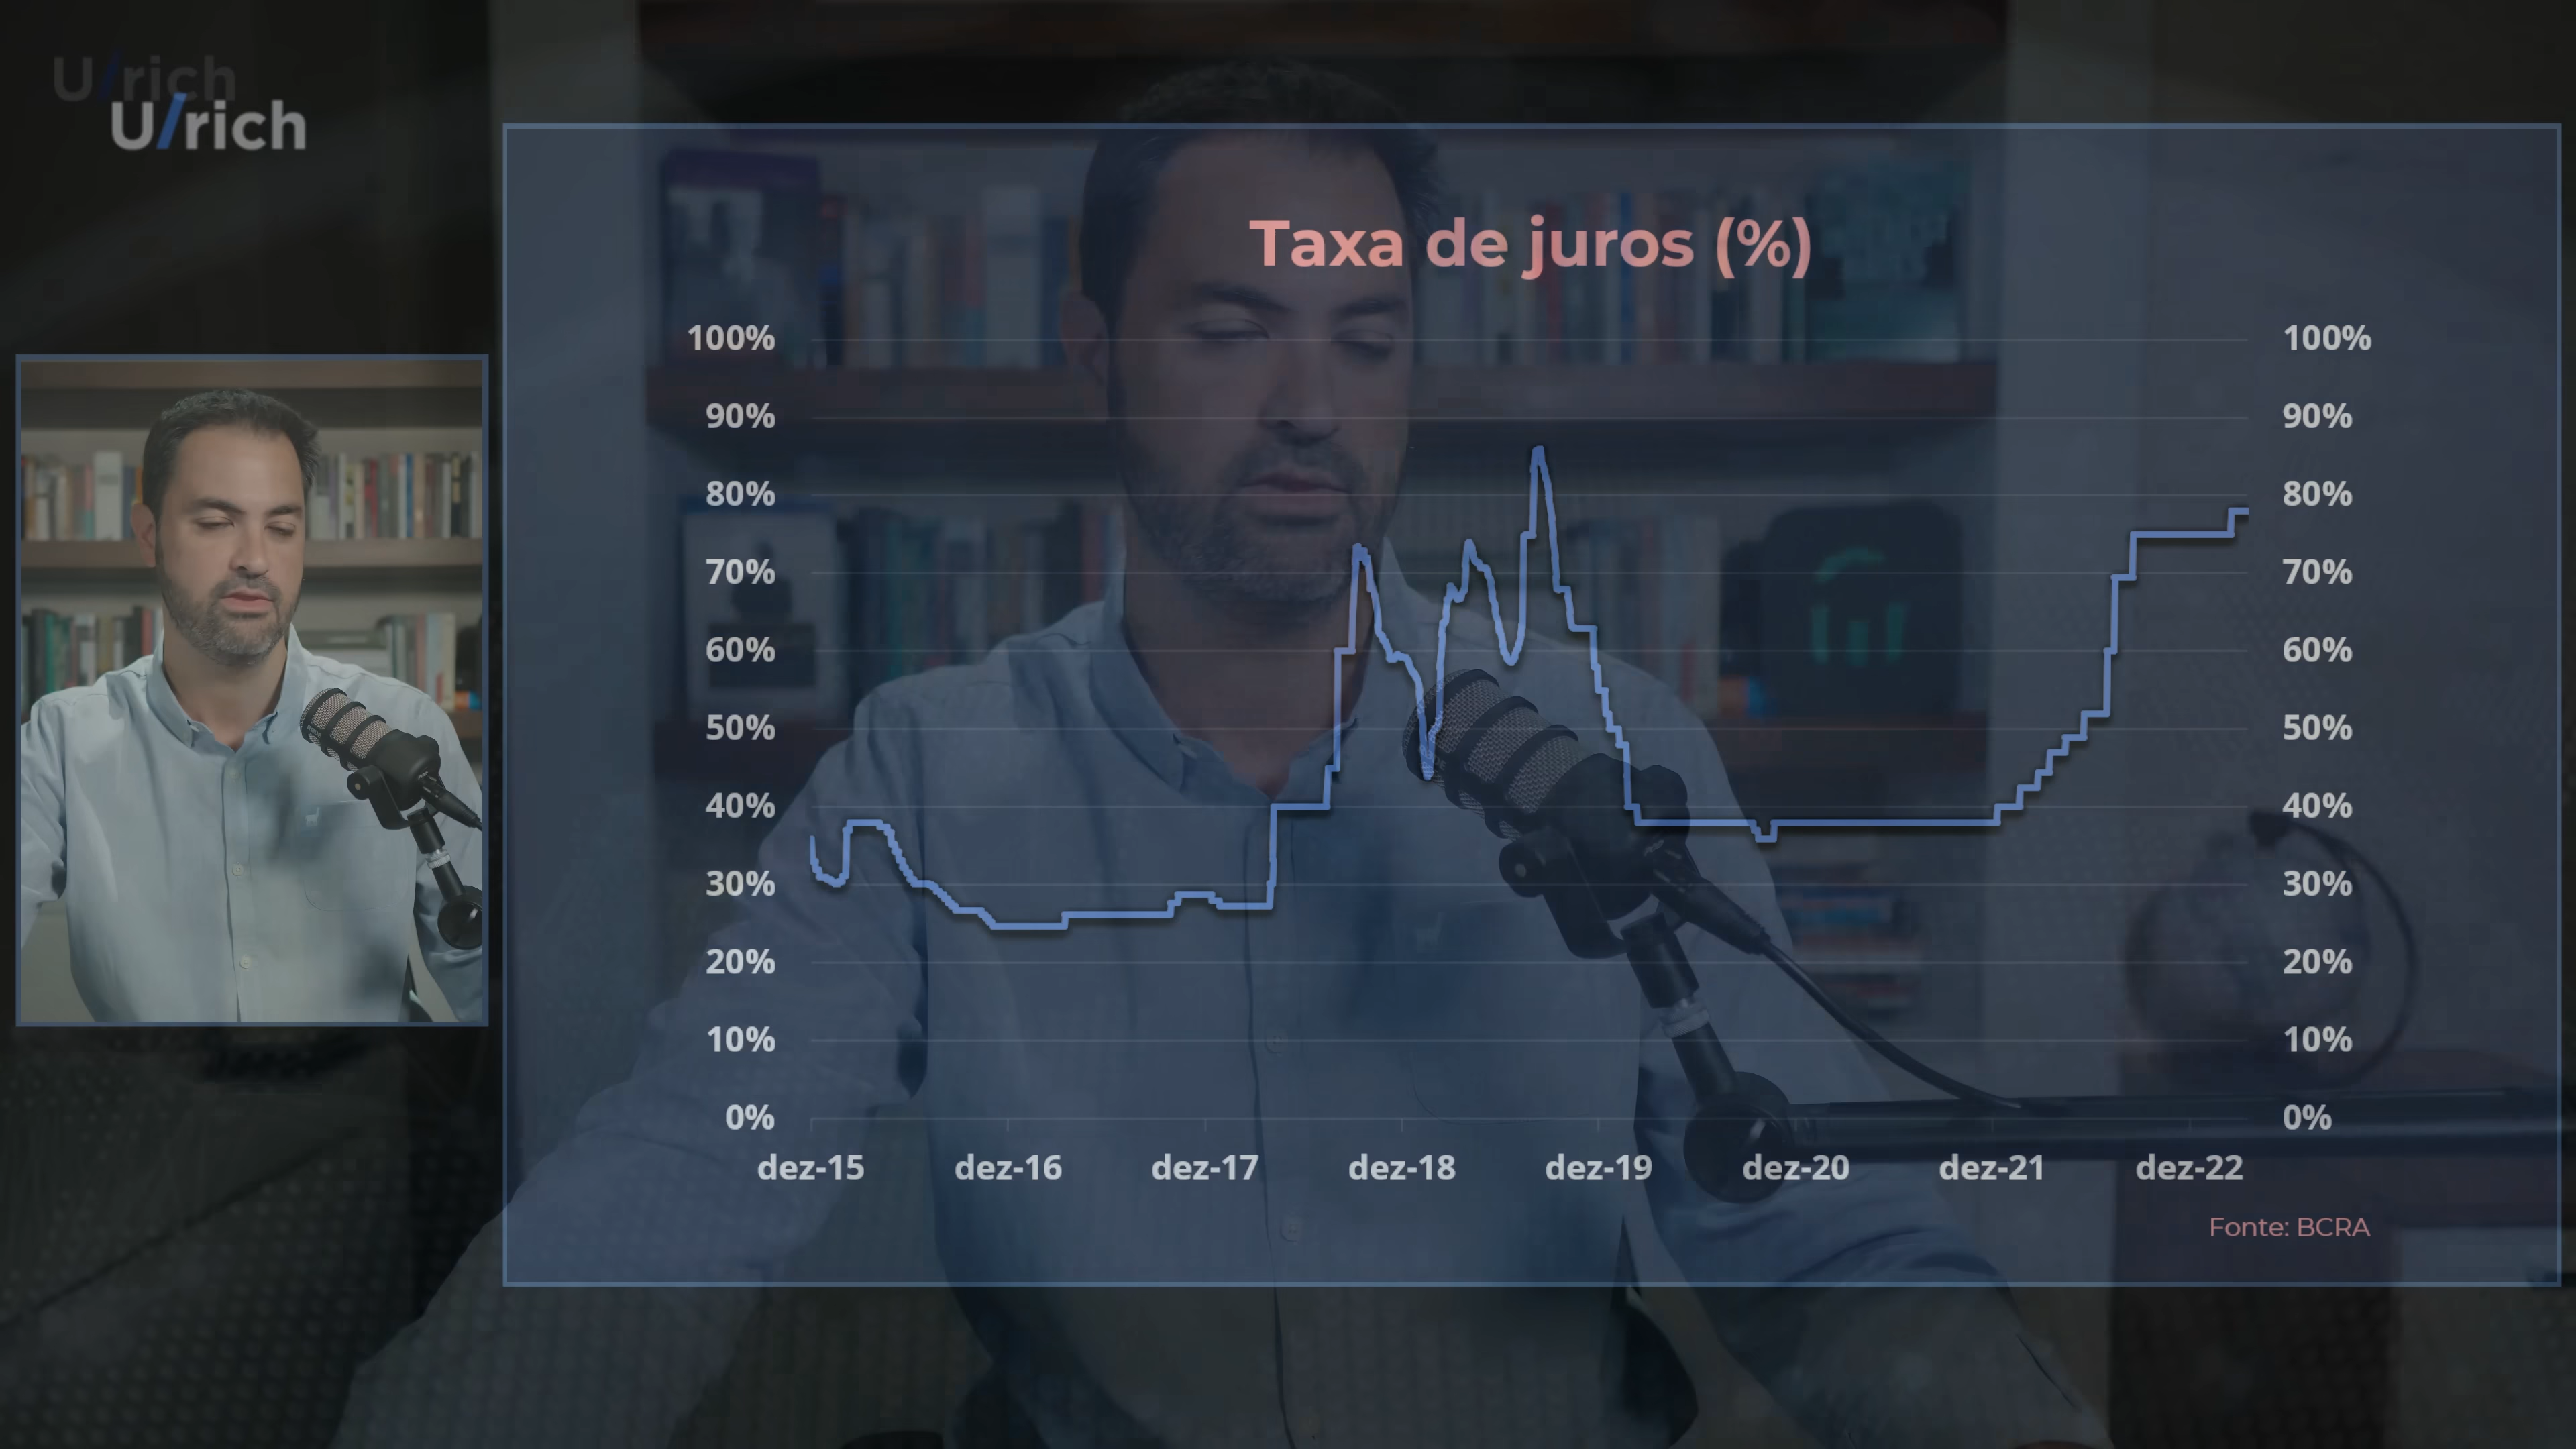 U/rich
U/rich
Taxa de juros (%)
100% 100%
90% 90%
80% 80%
70% 70%
60% 60%
50% 50%
40% 40%
30% 30%
20% 20%
10% 10%
0% 0%
dez-15 dez-16 dez-17 dez-18 dez-19 dez-20 dez-21 dez-22
Fonte: BCRA